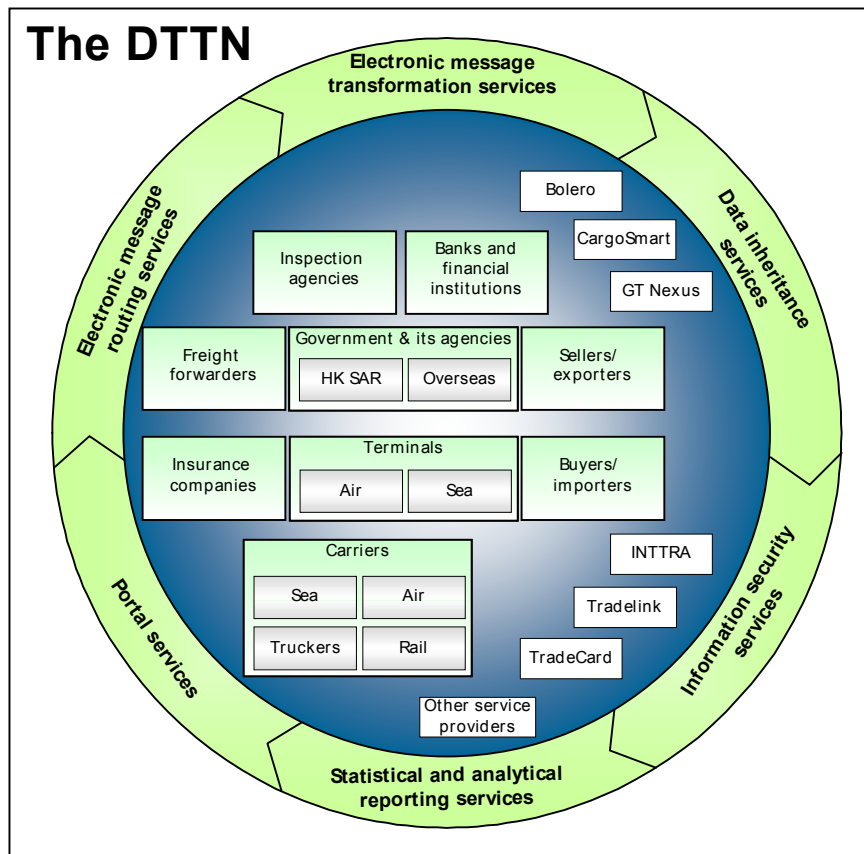 The DTTN
Electronic message
transformation services
Data inheritance
services
Information security
services
Statistical and analytical
reporting services
Portal services
Electronic message
routing services
Bolero
CargoSmart
GT Nexus
Inspection
agencies
Banks and
financial
institutions
Freight
forwarders
Government & its agencies
HK SAR
Overseas
Sellers/
exporters
Insurance
companies
Terminals
Air
Sea
Buyers/
importers
Carriers
Sea
Air
Truckers
Rail
INTTRA
Tradelink
TradeCard
Other service
providers